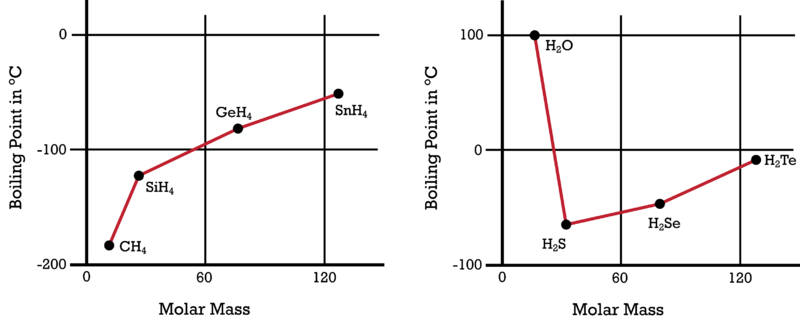 0
-100
-200
0
60
120
Boiling Point in °C
Molar Mass
CH₄
SiH₄
GeH₄
SnH₄
100
0
-100
0
60
120
Boiling Point in °C
Molar Mass
H₂O
H₂S
H₂Se
H₂Te